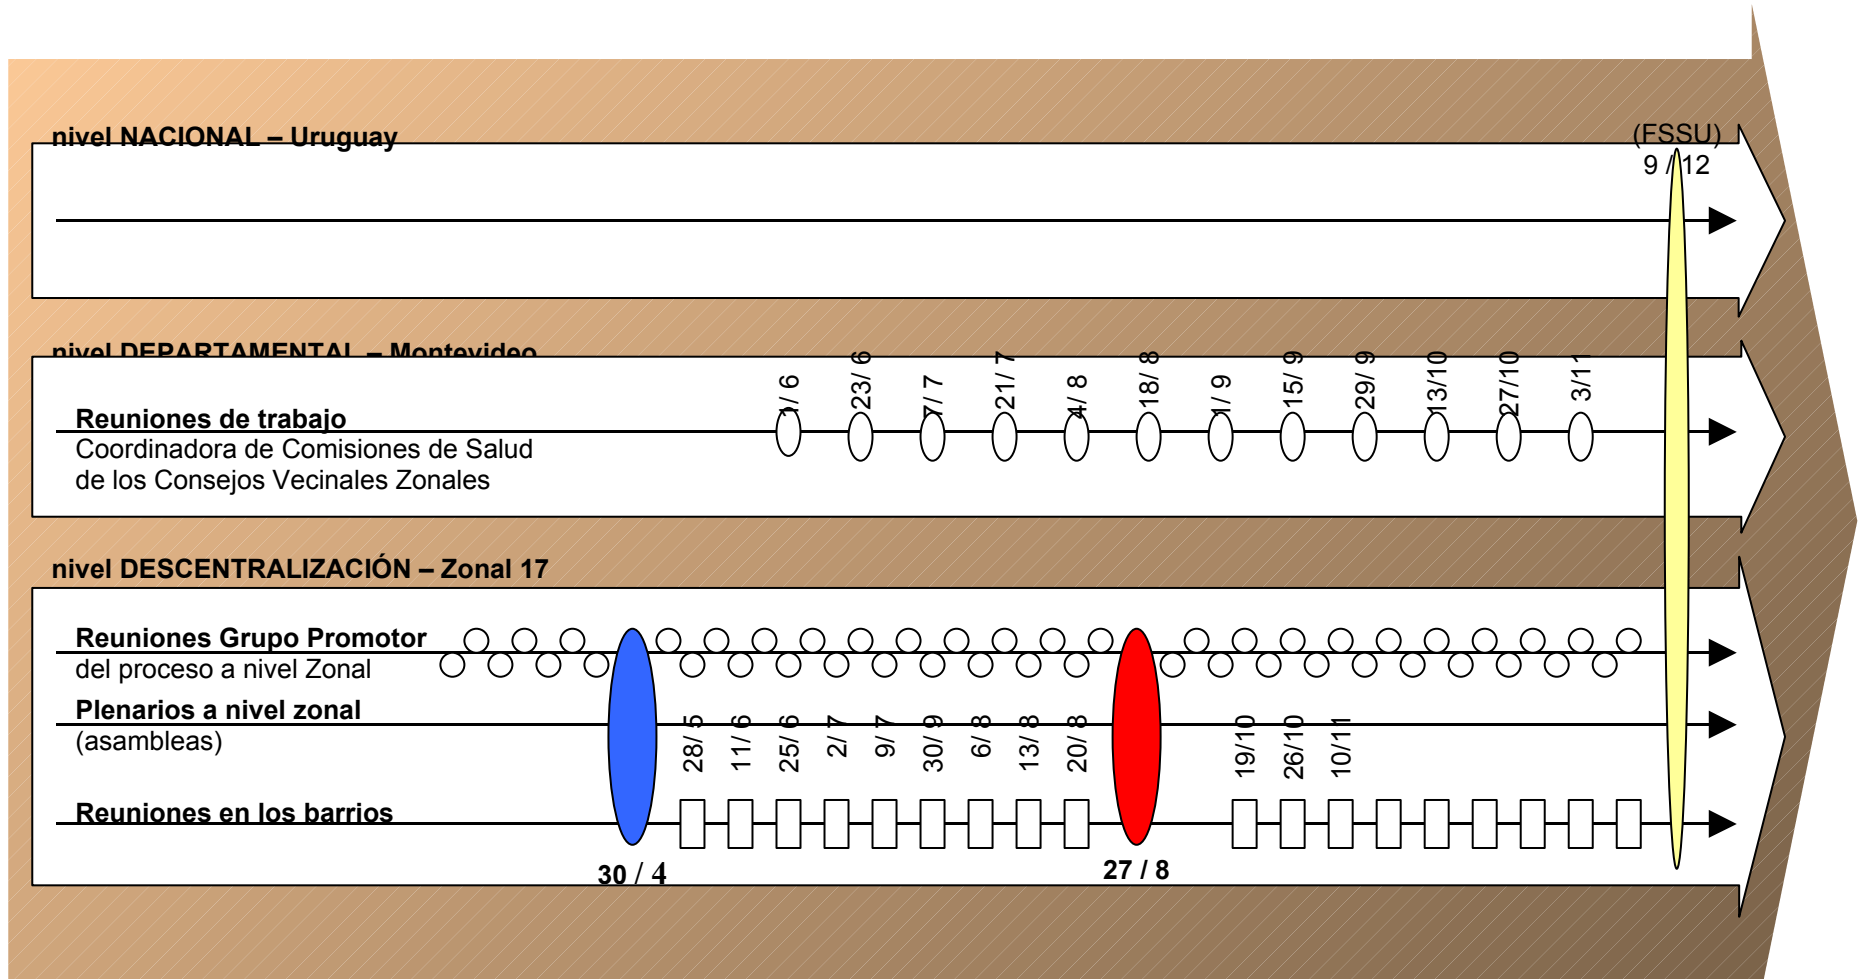 nivel NACIONAL – Uruguay
(FSSU)
9 / 12
nivel DEPARTAMENTAL – Montevideo
23/ 6
7/ 7
21/ 7
4/ 8
18/ 8
1/ 9
15/ 9
29/ 9
13/10
27/10
3/11
Reuniones de trabajo
Coordinadora de Comisiones de Salud
de los Consejos Vecinales Zonales
nivel DESCENTRALIZACIÓN – Zonal 17
Reuniones Grupo Promotor
del proceso a nivel Zonal
Plenarios a nivel zonal
(asambleas)
28/ 5
11/ 6
25/ 6
2/ 7
9/ 7
30/ 9
6/ 8
13/ 8
20/ 8
19/10
26/10
10/11
Reuniones en los barrios
30 / 4
27 / 8